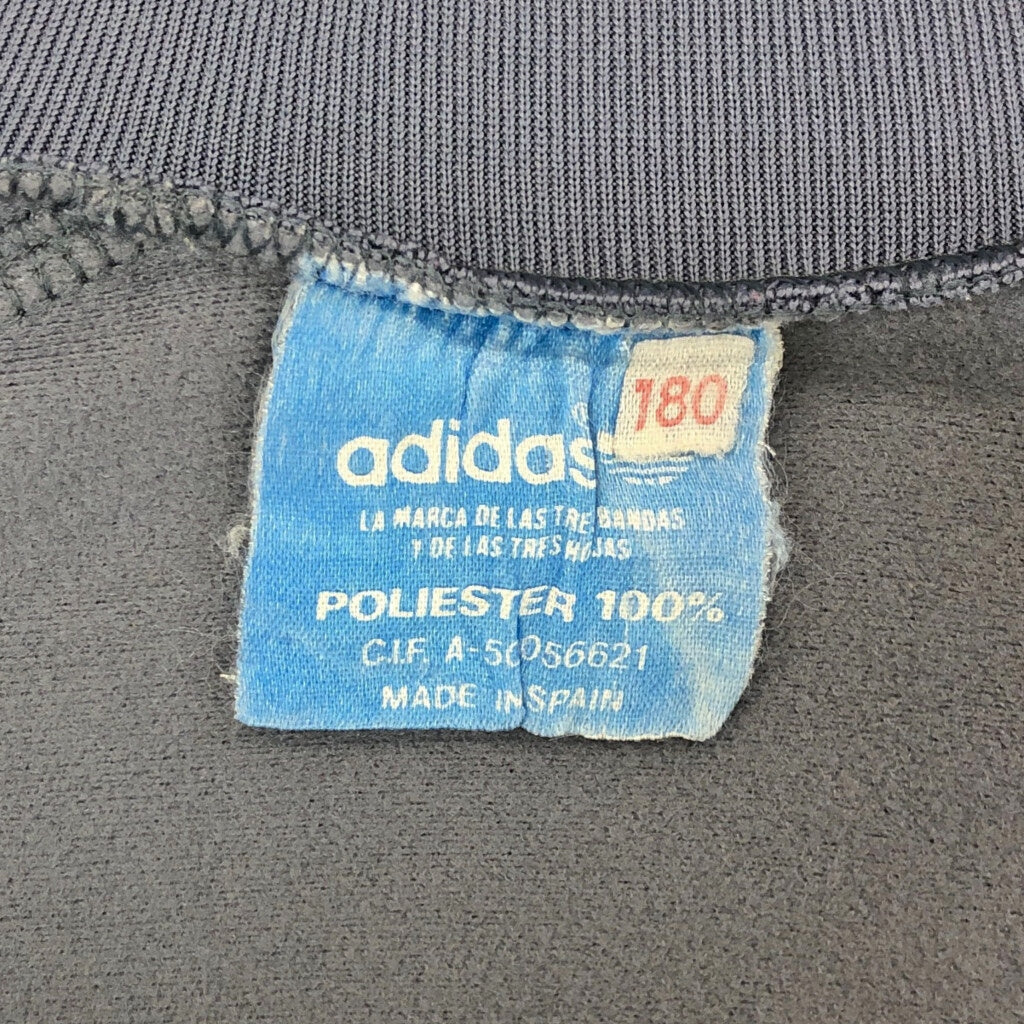 180
adidas
LA MARCA DE LAS TRES BANDAS
Y DE LAS TRES HOJAS
POLIESTER 100%
C.I.F. A-50056621
MADE IN SPAIN